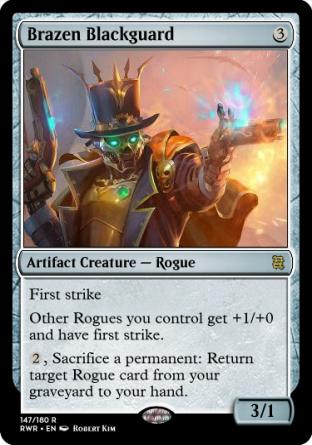 Brazen Blackguard 3
Artifact Creature — Rogue
First strike
Other Rogues you control get +1/+0
and have first strike.
2, Sacrifice a permanent: Return
target Rogue card from your
graveyard to your hand.
147/180 R
RWR • EN Robert Kim
3/1